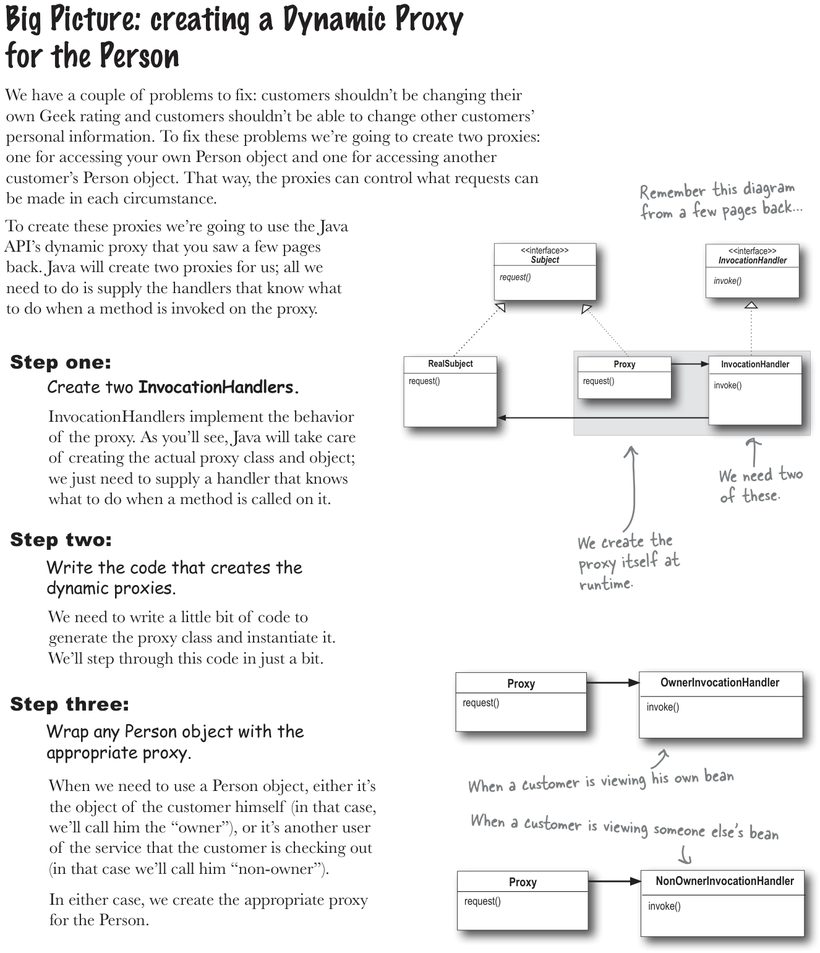 Big Picture: creating a Dynamic Proxy
for the Person
We have a couple of problems to fix: customers shouldn't be changing their
own Geek rating and customers shouldn't be able to change other customers'
personal information. To fix these problems we're going to create two proxies:
one for accessing your own Person object and one for accessing another
customer's Person object. That way, the proxies can control what requests can
be made in each circumstance.
To create these proxies we're going to use the Java
API's dynamic proxy that you saw a few pages
back. Java will create two proxies for us; all we
need to do is supply the handlers that know what
to do when a method is invoked on the proxy.
Remember this diagram
from a few pages back...
<<interface>>
Subject
request()
<<interface>>
InvocationHandler
invoke()
RealSubject
request()
Proxy
request()
InvocationHandler
invoke()
We need two
of these.
We create the
proxy itself at
runtime.
Step one:
Create two InvocationHandlers.
InvocationHandlers implement the behavior
of the proxy. As you'll see, Java will take care
of creating the actual proxy class and object;
we just need to supply a handler that knows
what to do when a method is called on it.
Step two:
Write the code that creates the
dynamic proxies.
We need to write a little bit of code to
generate the proxy class and instantiate it.
We'll step through this code in just a bit.
Step three:
Wrap any Person object with the
appropriate proxy.
When we need to use a Person object, either it's
the object of the customer himself (in that case,
we'll call him the "owner"), or it's another user
of the service that the customer is checking out
(in that case we'll call him "non-owner").
In either case, we create the appropriate proxy
for the Person.
Proxy
request()
OwnerInvocationHandler
invoke()
When a customer is viewing his own bean
When a customer is viewing someone else's bean
Proxy
request()
NonOwnerInvocationHandler
invoke()